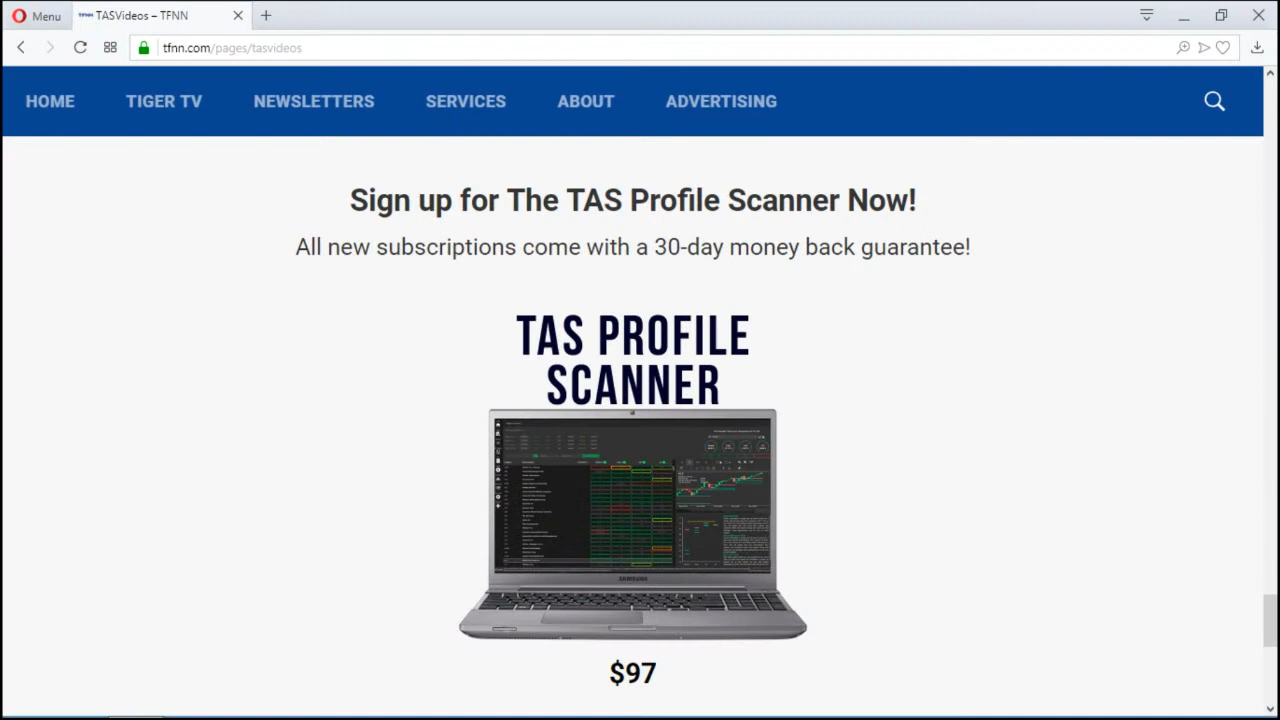 Menu
TFNN TASVideos – TFNN
tfnn.com/pages/tasvideos
HOME
TIGER TV
NEWSLETTERS
SERVICES
ABOUT
ADVERTISING
Sign up for The TAS Profile Scanner Now!
All new subscriptions come with a 30-day money back guarantee!
TAS PROFILE
SCANNER
SAMSUNG
$97